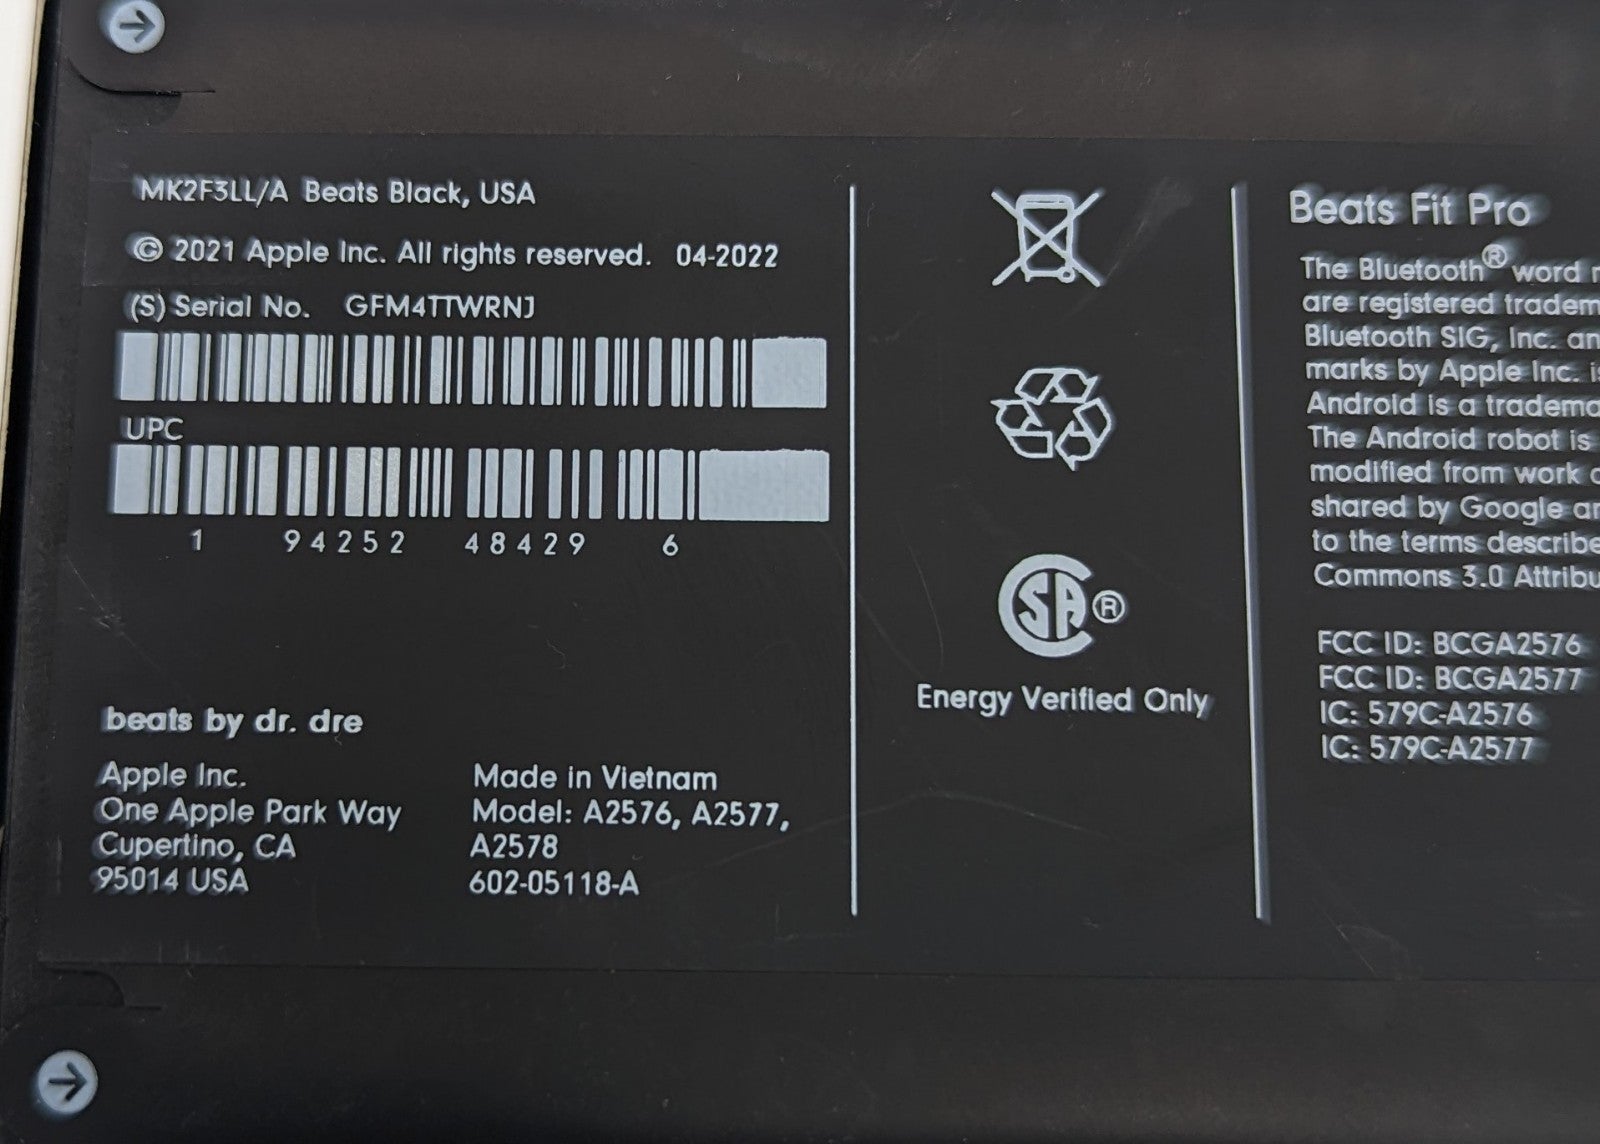 MK2F3LL/A Beats Black, USA
© 2021 Apple Inc. All rights reserved. 04-2022
(S) Serial No. GFM4TTWRNJ
UPC
1 94252 48429 6
beats by dr. dre
Apple Inc.
One Apple Park Way
Cupertino, CA
95014 USA
Made in Vietnam
Model: A2576, A2577,
A2578
602-05118-A
CSA®
Energy Verified Only
Beats Fit Pro
The Bluetooth® word
are registered tradem
Bluetooth SIG, Inc. an
marks by Apple Inc. is
Android is a tradema
The Android robot is
modified from work
shared by Google an
to the terms describe
Commons 3.0 Attribu
FCC ID: BCGA2576
FCC ID: BCGA2577
IC: 579C-A2576
IC: 579C-A2577